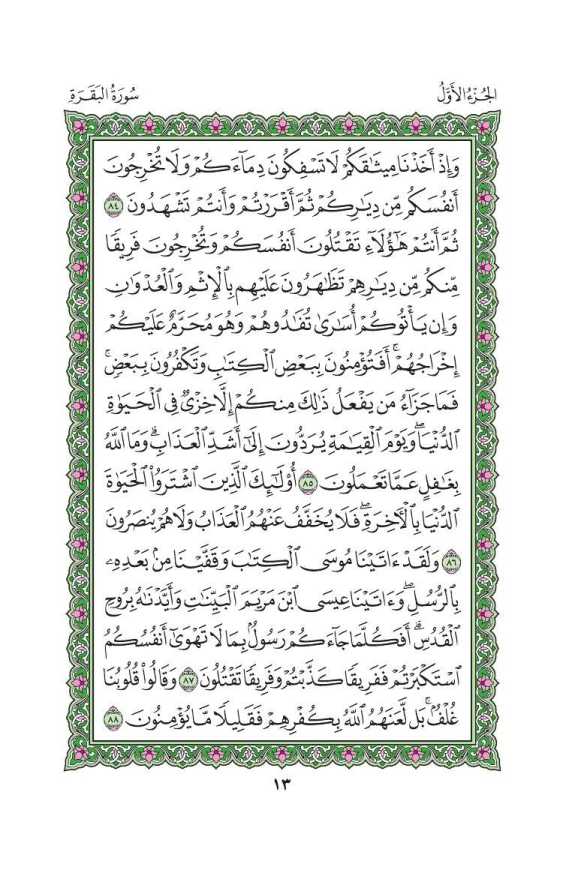 سُورَةُ البَقَرَةِ
الجُزْءُ الأَوَّلُ
وَإِذْ أَخَذْنَا مِيثَٰقَكُمْ لَا تَسْفِكُونَ دِمَآءَكُمْ وَلَا تُخْرِجُونَ
أَنفُسَكُم مِّن دِيَٰرِكُمْ ثُمَّ أَقْرَرْتُمْ وَأَنتُمْ تَشْهَدُونَ ٨٤
ثُمَّ أَنتُمْ هَٰٓؤُلَآءِ تَقْتُلُونَ أَنفُسَكُمْ وَتُخْرِجُونَ فَرِيقًا
مِّنكُم مِّن دِيَٰرِهِمْ تَظَٰهَرُونَ عَلَيْهِم بِٱلْإِثْمِ وَٱلْعُدْوَٰنِ
وَإِن يَأْتُوكُمْ أُسَٰرَىٰ تُفَٰدُوهُمْ وَهُوَ مُحَرَّمٌ عَلَيْكُمْ
إِخْرَاجُهُمْ ۚ أَفَتُؤْمِنُونَ بِبَعْضِ ٱلْكِتَٰبِ وَتَكْفُرُونَ بِبَعْضٍ ۚ
فَمَا جَزَآءُ مَن يَفْعَلُ ذَٰلِكَ مِنكُمْ إِلَّا خِزْىٌ فِى ٱلْحَيَوٰةِ
ٱلدُّنْيَا ۖ وَيَوْمَ ٱلْقِيَٰمَةِ يُرَدُّونَ إِلَىٰٓ أَشَدِّ ٱلْعَذَابِ ۗ وَمَا ٱللَّهُ
بِغَٰفِلٍ عَمَّا تَعْمَلُونَ ٨٥ أُو۟لَٰٓئِكَ ٱلَّذِينَ ٱشْتَرَوُا۟ ٱلْحَيَوٰةَ
ٱلدُّنْيَا بِٱلْءَاخِرَةِ ۖ فَلَا يُخَفَّفُ عَنْهُمُ ٱلْعَذَابُ وَلَا هُمْ يُنصَرُونَ
٨٦ وَلَقَدْ ءَاتَيْنَا مُوسَى ٱلْكِتَٰبَ وَقَفَّيْنَا مِنۢ بَعْدِهِۦ
بِٱلرُّسُلِ ۖ وَءَاتَيْنَا عِيسَى ٱبْنَ مَرْيَمَ ٱلْبَيِّنَٰتِ وَأَيَّدْنَٰهُ بِرُوحِ
ٱلْقُدُسِ ۗ أَفَكُلَّمَا جَآءَكُمْ رَسُولٌۢ بِمَا لَا تَهْوَىٰٓ أَنفُسُكُمُ
ٱسْتَكْبَرْتُمْ فَفَرِيقًا كَذَّبْتُمْ وَفَرِيقًا تَقْتُلُونَ ٨٧ وَقَالُوا۟ قُلُوبُنَا
غُلْفٌۢ ۚ بَل لَّعَنَهُمُ ٱللَّهُ بِكُفْرِهِمْ فَقَلِيلًا مَّا يُؤْمِنُونَ ٨٨
١٣